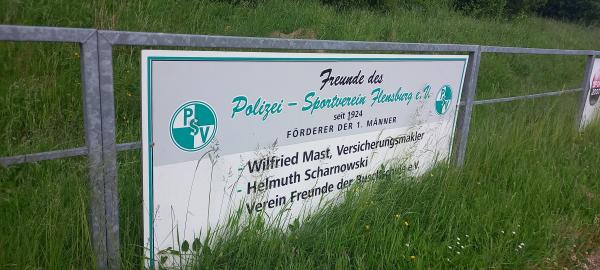 Freunde des
Polizei - Sportverein Flensburg e.V.
seit 1924
FÖRDERER DER 1. MÄNNER
PSV
- Wilfried Mast, Versicherungsmakler
- Helmuth Scharnowski
- Verein Freunde der Buschschule e.V.